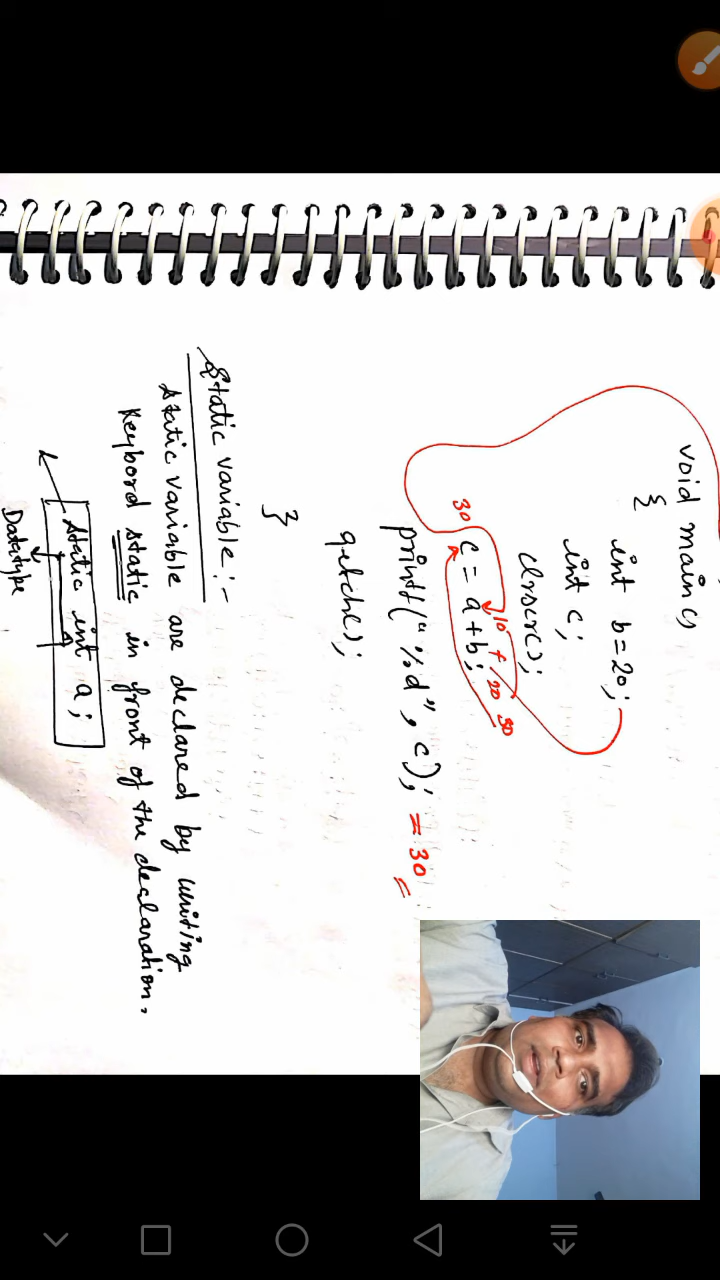 void main()
{
int b=20;
int c;
clrscr();
10 + 20 30
30 c = a+b;
printf("%d", c); = 30 =
getch();
}
Static variable:-
Static variable are declared by writing
Keybord static in front of the declaration.
Static int a;
Datatype